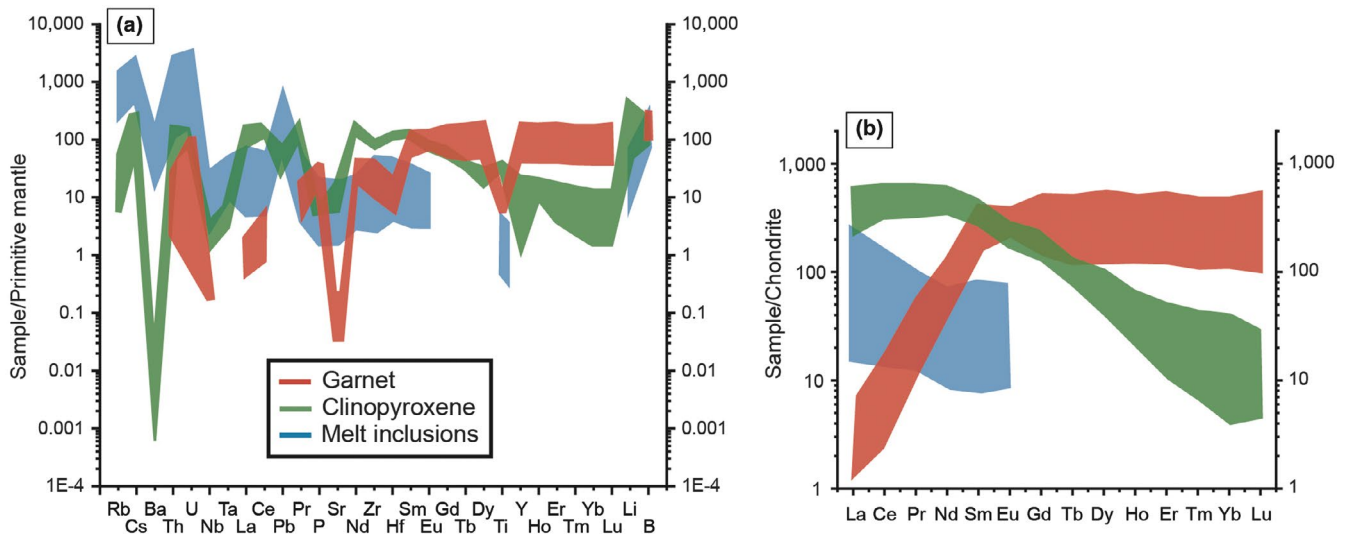 (a)
10,000
1,000
100
10
1
0.1
0.01
0.001
1E-4
Sample/Primitive mantle
10,000
1,000
100
10
1
0.1
0.01
0.001
1E-4
Garnet
Clinopyroxene
Melt inclusions
Rb Ba U Ta Ce Pr Sr Zr Sm Gd Dy Y Er Yb Li
Cs Th Nb La Pb P Nd Hf Eu Tb Ti Ho Tm Lu B
(b)
1,000
100
10
1
Sample/Chondrite
1,000
100
10
1
La Ce Pr Nd Sm Eu Gd Tb Dy Ho Er Tm Yb Lu